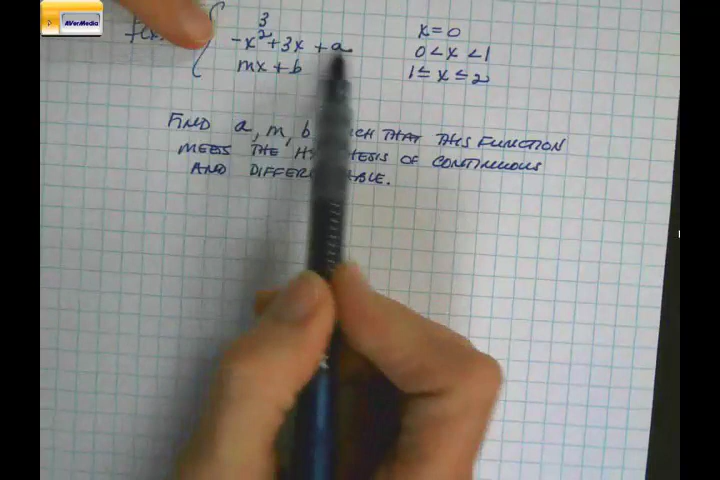 AVerMedia
f(x)
3 x=0
-x²+3x+a 0<x<1
mx+b 1≤x≤2
FIND a, m, b THAT THIS FUNCTION
MEETS THE OF CONTINUOUS
AND